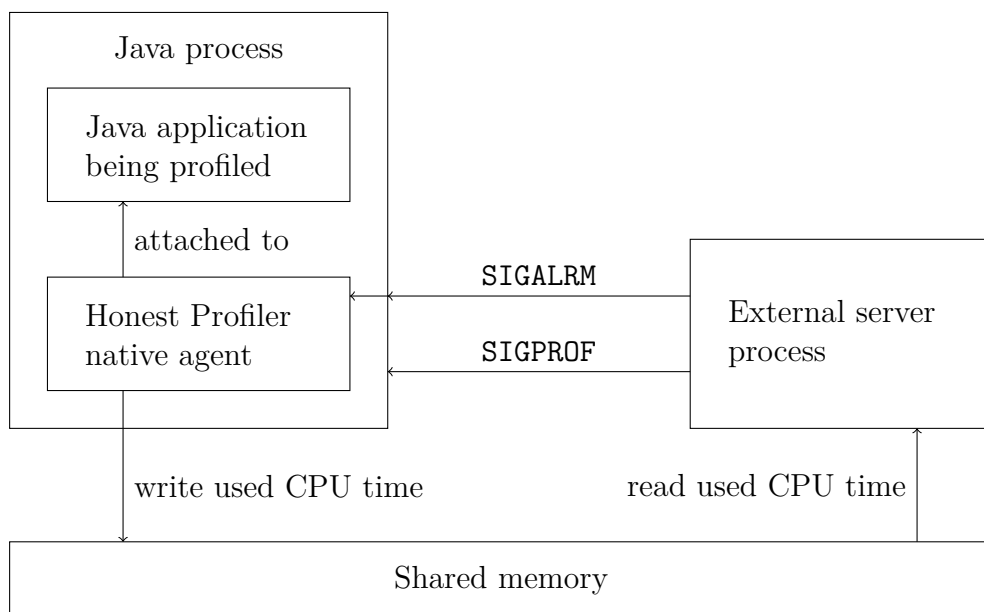 Java process
Java application
being profiled
attached to
Honest Profiler
native agent
SIGALRM
SIGPROF
External server
process
write used CPU time
read used CPU time
Shared memory